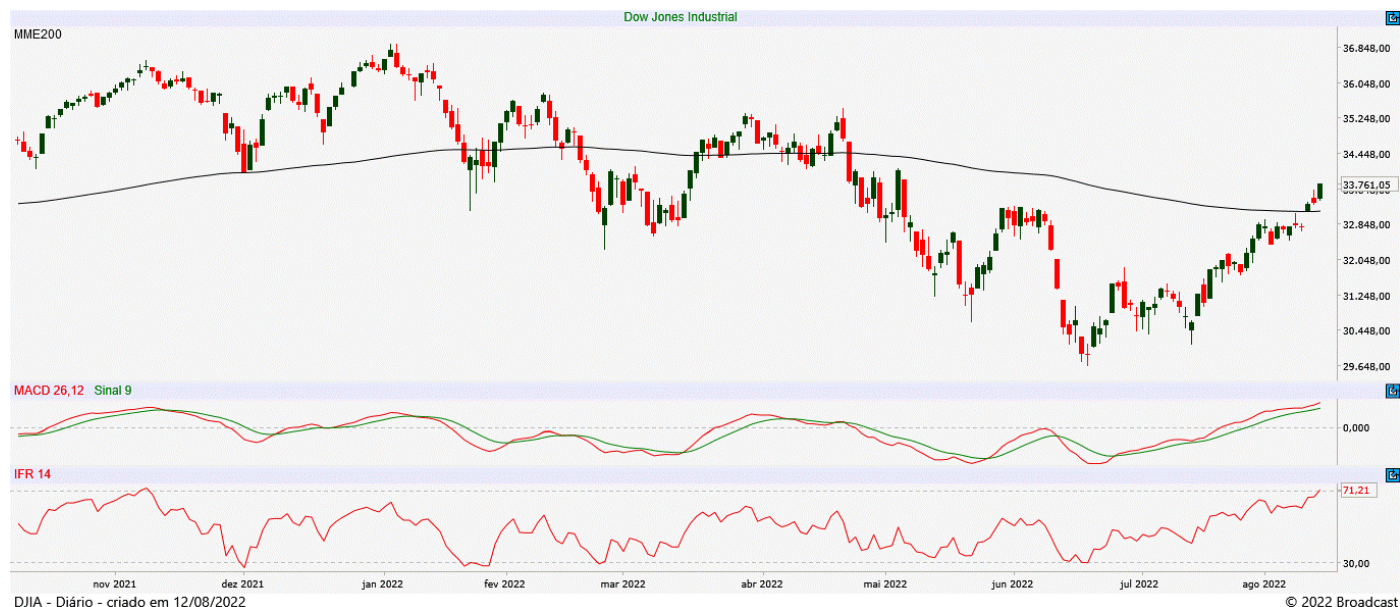 Dow Jones Industrial
MME200
36.848,00
36.048,00
35.248,00
34.448,00
33.761,05
32.848,00
32.048,00
31.248,00
30.448,00
29.648,00
MACD 26,12 Sinal 9
0,000
IFR 14
71,21
30,00
nov 2021 dez 2021 jan 2022 fev 2022 mar 2022 abr 2022 mai 2022 jun 2022 jul 2022 ago 2022
DJIA - Diário - criado em 12/08/2022 © 2022 Broadcast